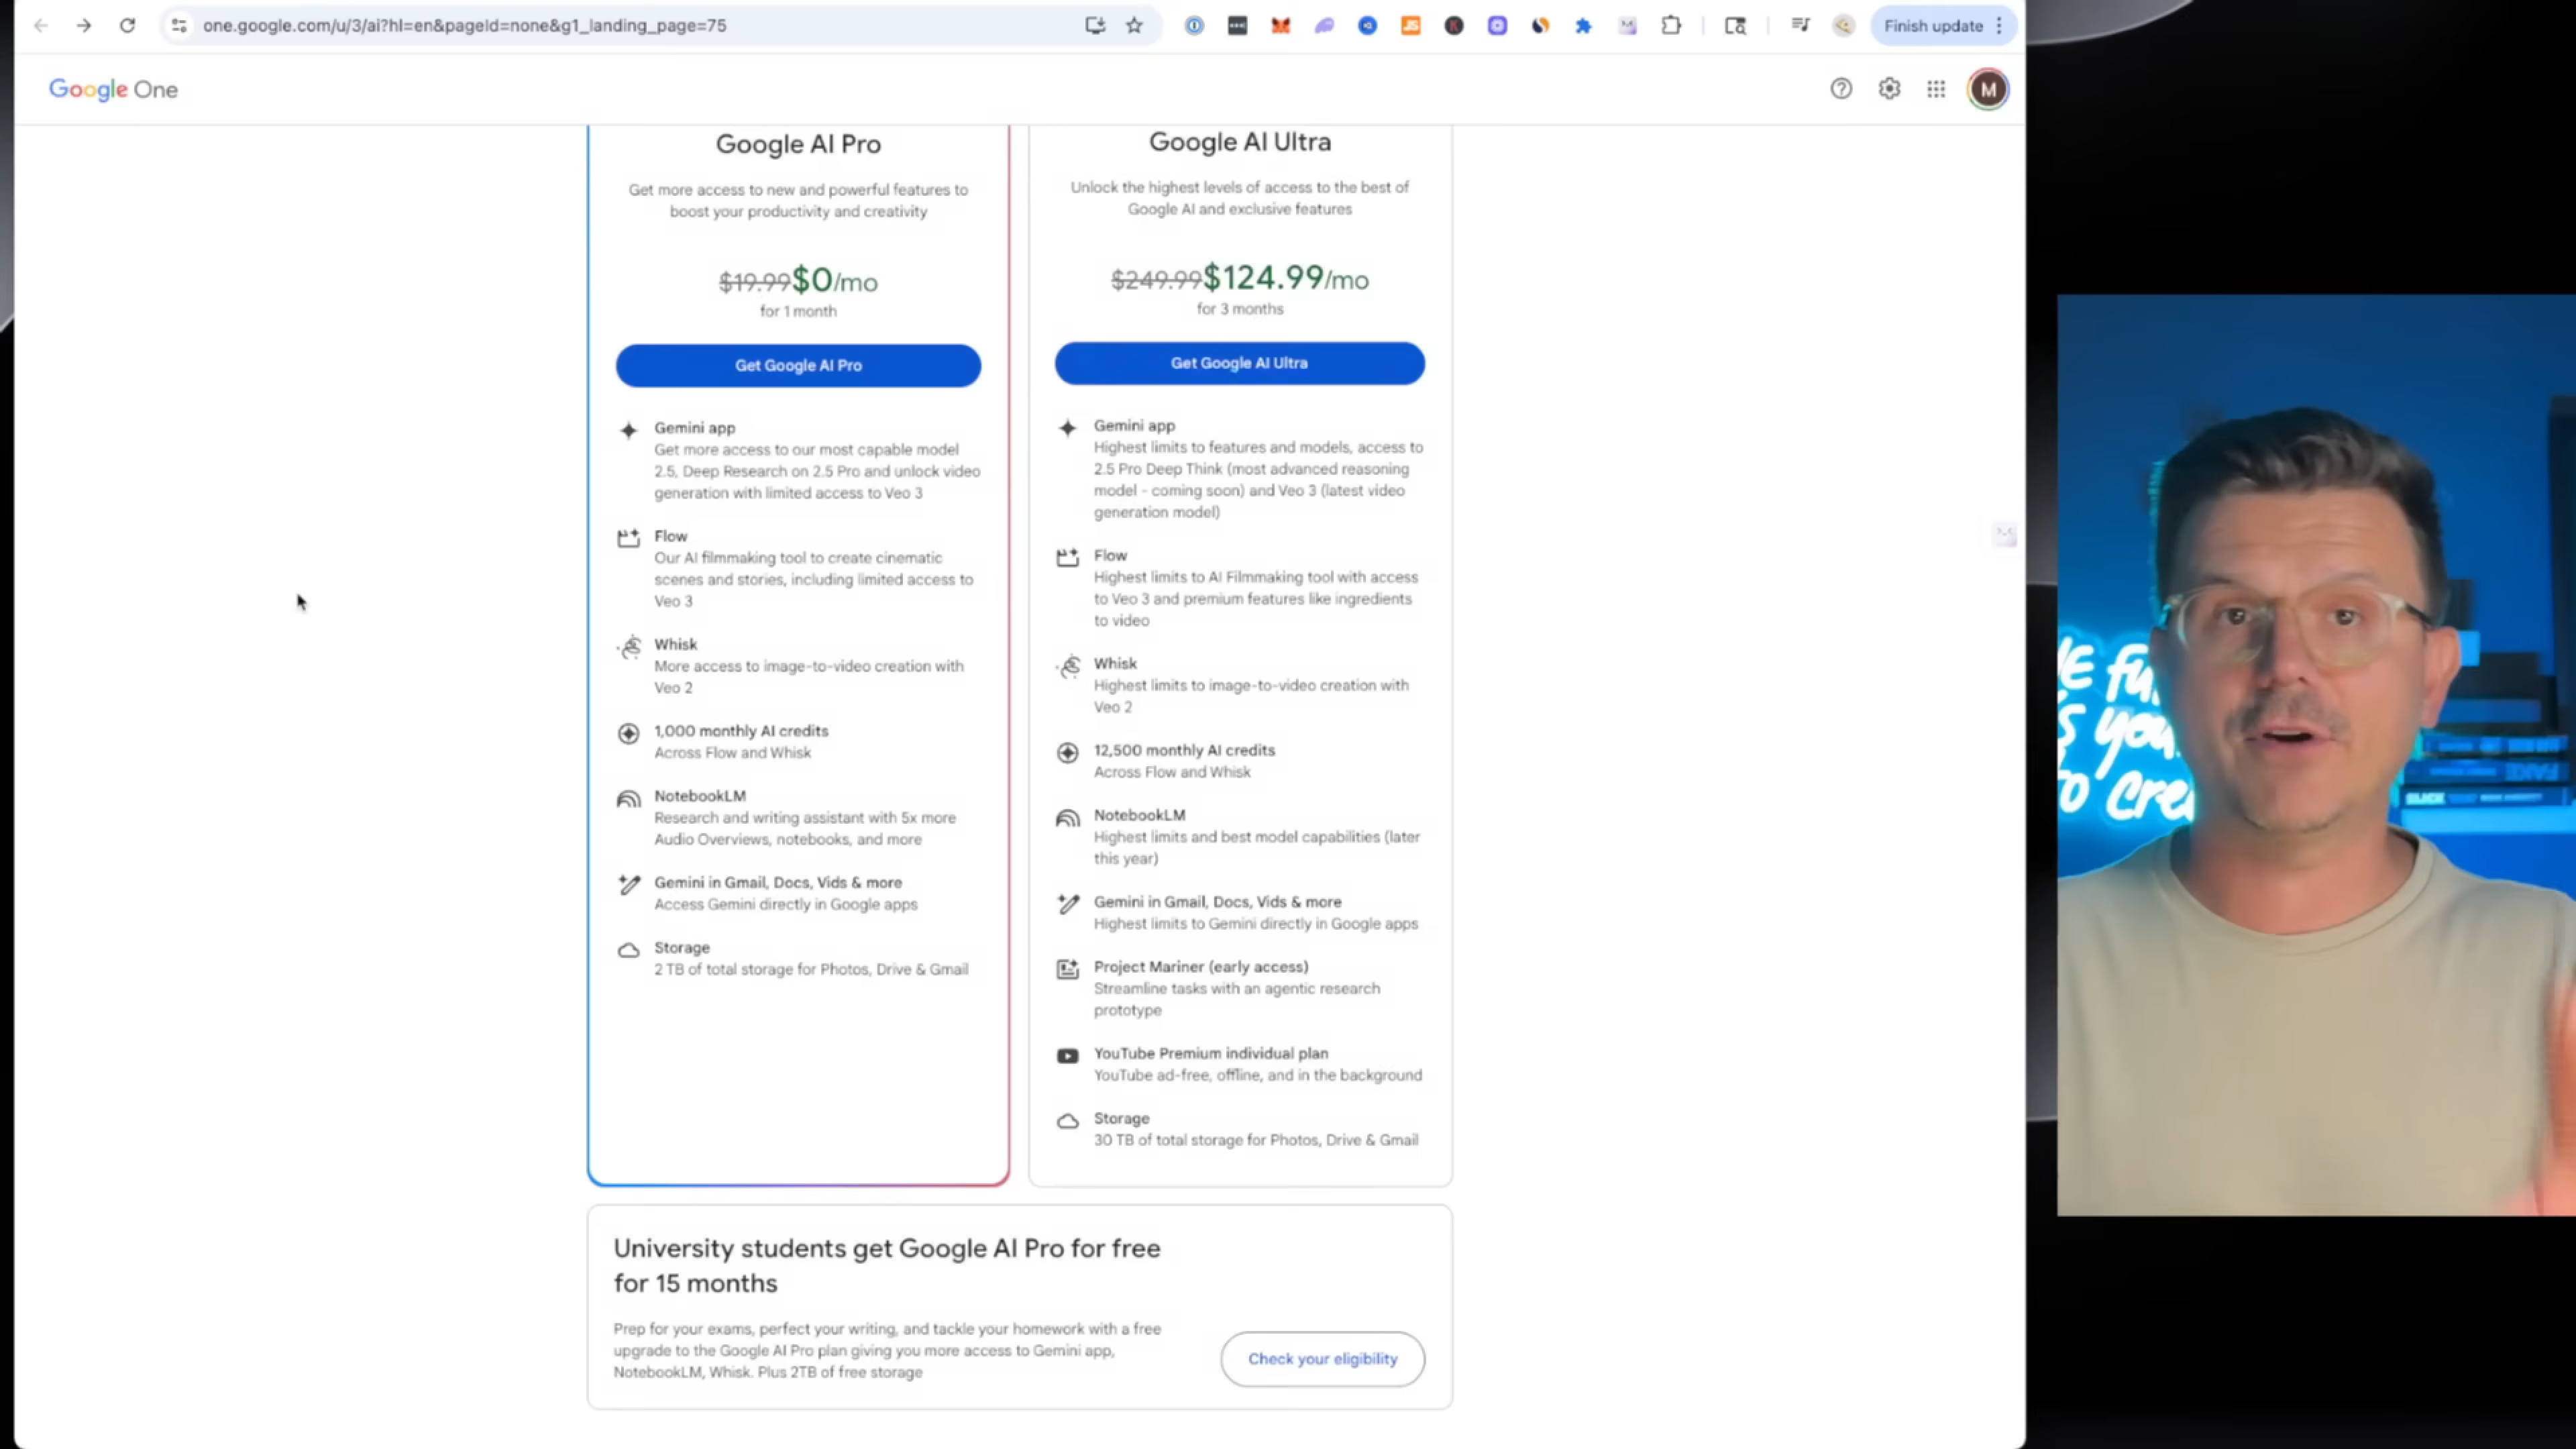 one.google.com/u/3/ai?hl=en&pageId=none&g1_landing_page=75
Finish update
Google One
M
Google AI Pro
Get more access to new and powerful features to
boost your productivity and creativity
$19.99 $0/mo
for 1 month
Get Google AI Pro
Gemini app
Get more access to our most capable model
2.5, Deep Research on 2.5 Pro and unlock video
generation with limited access to Veo 3
Flow
Our AI filmmaking tool to create cinematic
scenes and stories, including limited access to
Veo 3
Whisk
More access to image-to-video creation with
Veo 2
1,000 monthly AI credits
Across Flow and Whisk
NotebookLM
Research and writing assistant with 5x more
Audio Overviews, notebooks, and more
Gemini in Gmail, Docs, Vids & more
Access Gemini directly in Google apps
Storage
2 TB of total storage for Photos, Drive & Gmail
Google AI Ultra
Unlock the highest levels of access to the best of
Google AI and exclusive features
$249.99 $124.99/mo
for 3 months
Get Google AI Ultra
Gemini app
Highest limits to features and models, access to
2.5 Pro Deep Think (most advanced reasoning
model - coming soon) and Veo 3 (latest video
generation model)
Flow
Highest limits to AI Filmmaking tool with access
to Veo 3 and premium features like ingredients
to video
Whisk
Highest limits to image-to-video creation with
Veo 2
12,500 monthly AI credits
Across Flow and Whisk
NotebookLM
Highest limits and best model capabilities (later
this year)
Gemini in Gmail, Docs, Vids & more
Highest limits to Gemini directly in Google apps
Project Mariner (early access)
Streamline tasks with an agentic research
prototype
YouTube Premium individual plan
YouTube ad-free, offline, and in the background
Storage
30 TB of total storage for Photos, Drive & Gmail
University students get Google AI Pro for free
for 15 months
Prep for your exams, perfect your writing, and tackle your homework with a free
upgrade to the Google AI Pro plan giving you more access to Gemini app,
NotebookLM, Whisk. Plus 2TB of free storage
Check your eligibility